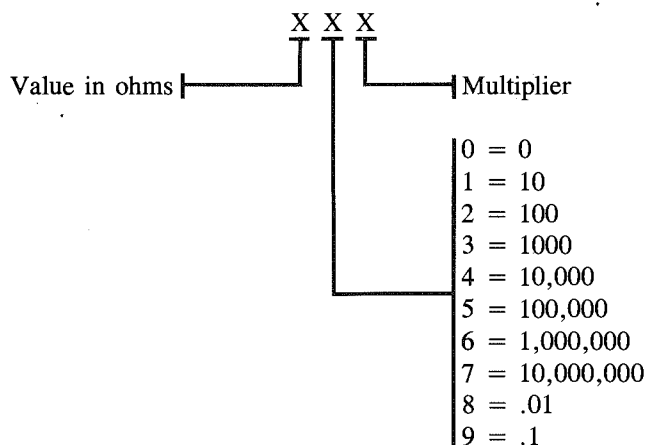 X X X
Value in ohms Multiplier
0 = 0
1 = 10
2 = 100
3 = 1000
4 = 10,000
5 = 100,000
6 = 1,000,000
7 = 10,000,000
8 = .01
9 = .1